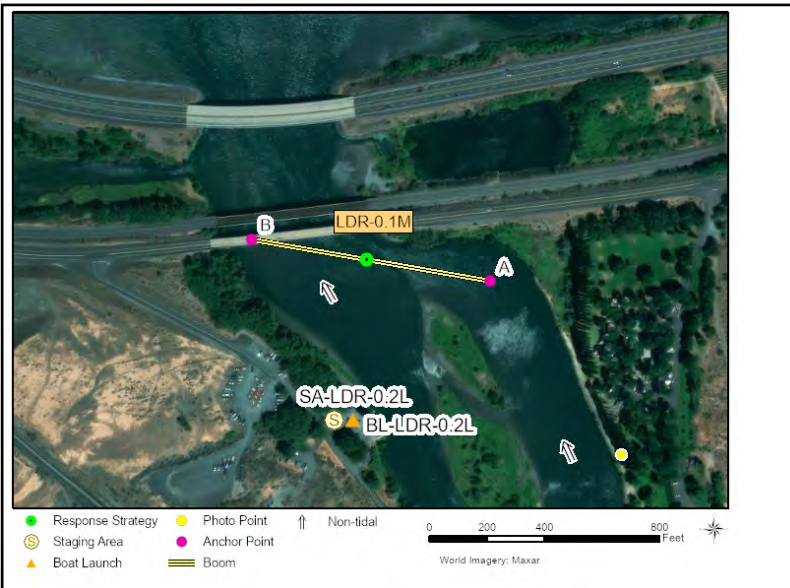 LDR-0.1M
B
A
SA-LDR-0.2L
S
BL-LDR-0.2L
Response Strategy
Photo Point
Non-tidal
S Staging Area
Anchor Point
Boat Launch
Boom
0 200 400 800
Feet
World Imagery: Maxar